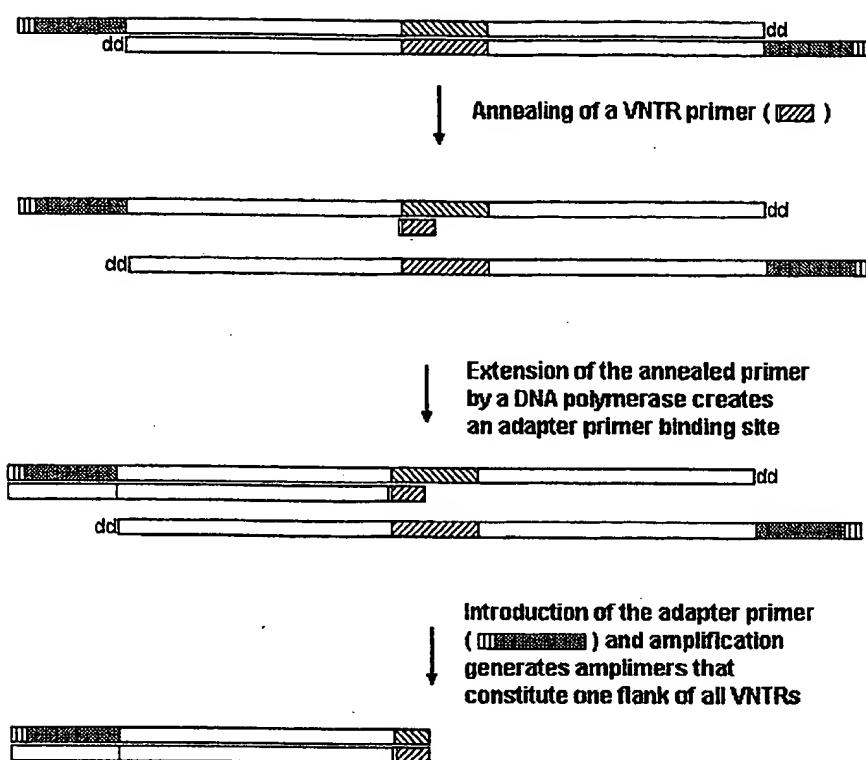 dd
dd
Annealing of a VNTR primer ( )
dd
dd
Extension of the annealed primer
by a DNA polymerase creates
an adapter primer binding site
dd
dd
Introduction of the adapter primer
( ) and amplification
generates amplimers that
constitute one flank of all VNTRs